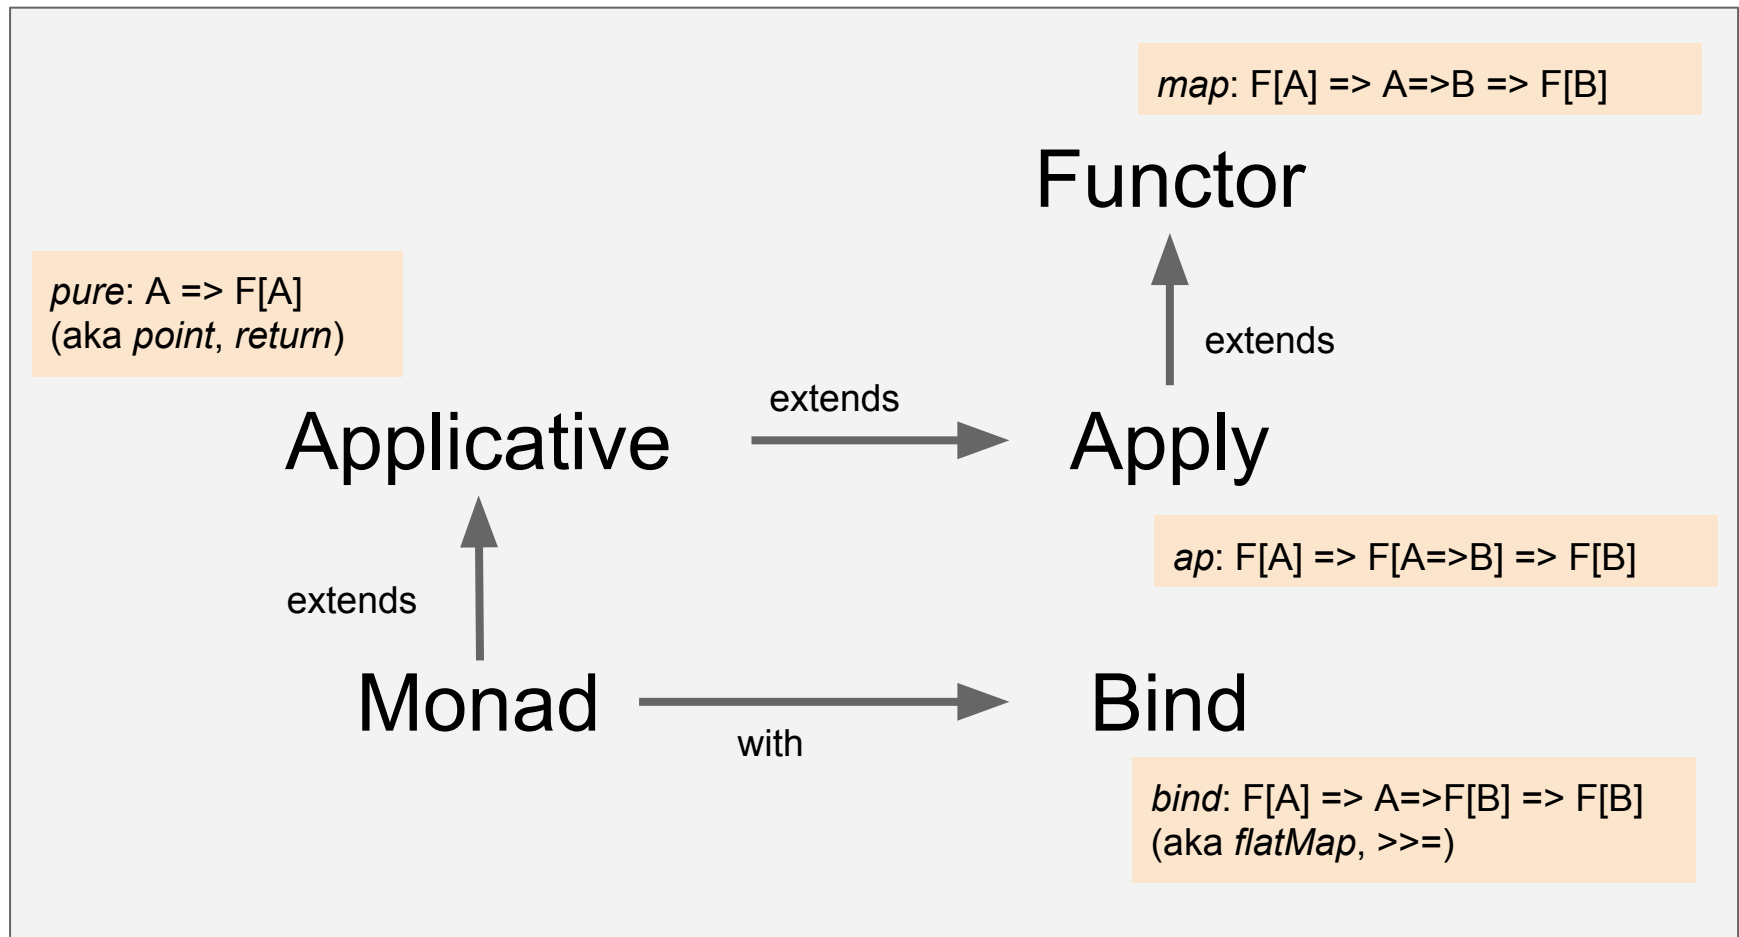 map: F[A] => A=>B => F[B]
Functor
pure: A => F[A]
(aka point, return)
extends
extends
Applicative
Apply
ap: F[A] => F[A=>B] => F[B]
extends
Monad
Bind
with
bind: F[A] => A=>F[B] => F[B]
(aka flatMap, >>=)